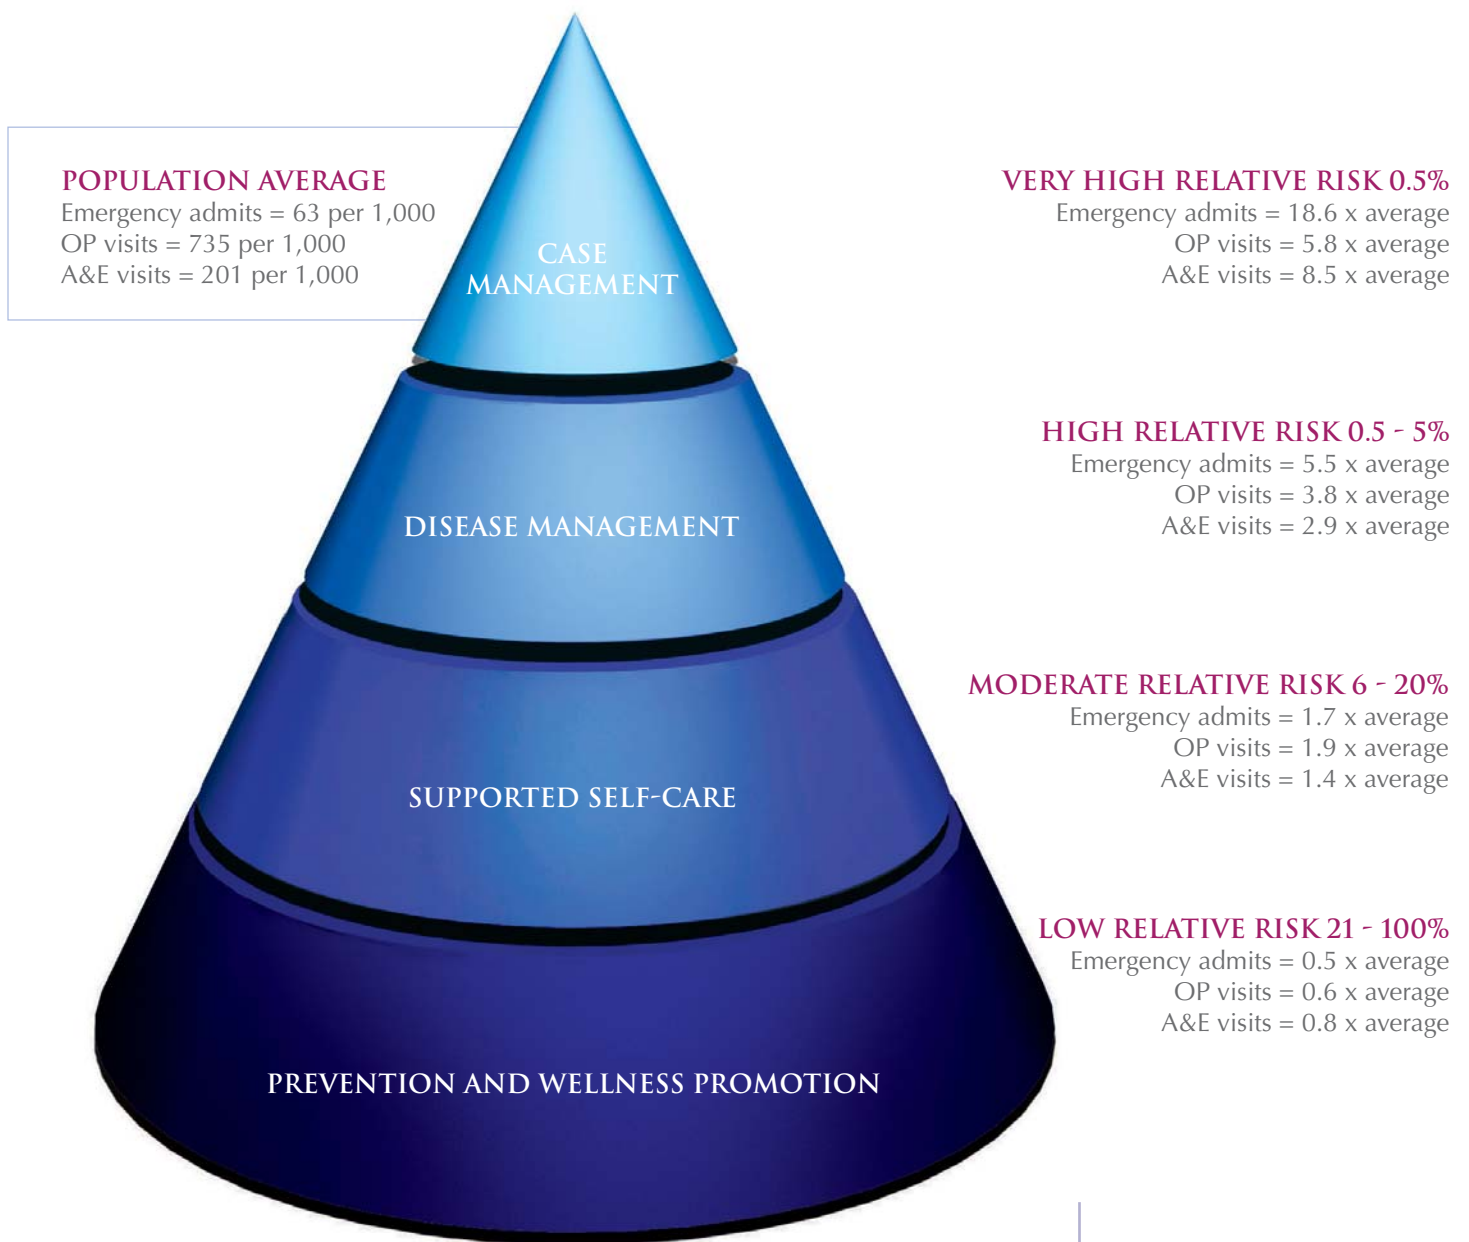 POPULATION AVERAGE
Emergency admits = 63 per 1,000
OP visits = 735 per 1,000
A&E visits = 201 per 1,000
CASE
MANAGEMENT
VERY HIGH RELATIVE RISK 0.5%
Emergency admits = 18.6 x average
OP visits = 5.8 x average
A&E visits = 8.5 x average
DISEASE MANAGEMENT
HIGH RELATIVE RISK 0.5 - 5%
Emergency admits = 5.5 x average
OP visits = 3.8 x average
A&E visits = 2.9 x average
SUPPORTED SELF-CARE
MODERATE RELATIVE RISK 6 - 20%
Emergency admits = 1.7 x average
OP visits = 1.9 x average
A&E visits = 1.4 x average
PREVENTION AND WELLNESS PROMOTION
LOW RELATIVE RISK 21 - 100%
Emergency admits = 0.5 x average
OP visits = 0.6 x average
A&E visits = 0.8 x average